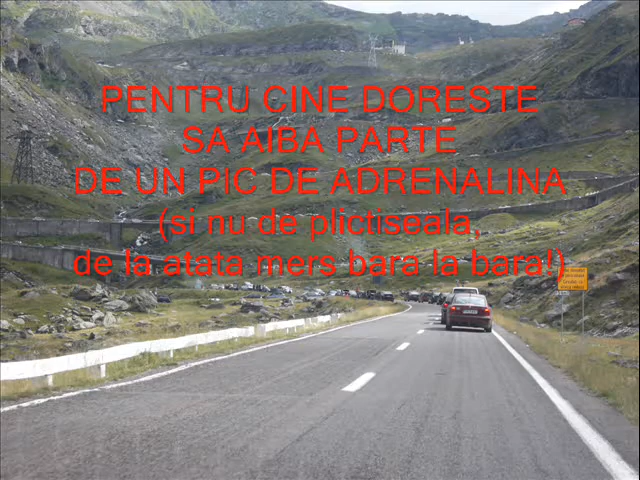 PENTRU CINE DORESTE
SA AIBA PARTE
DE UN PIC DE ADRENALINA
(si nu de plictiseala,
de la atata mers bara la bara!)